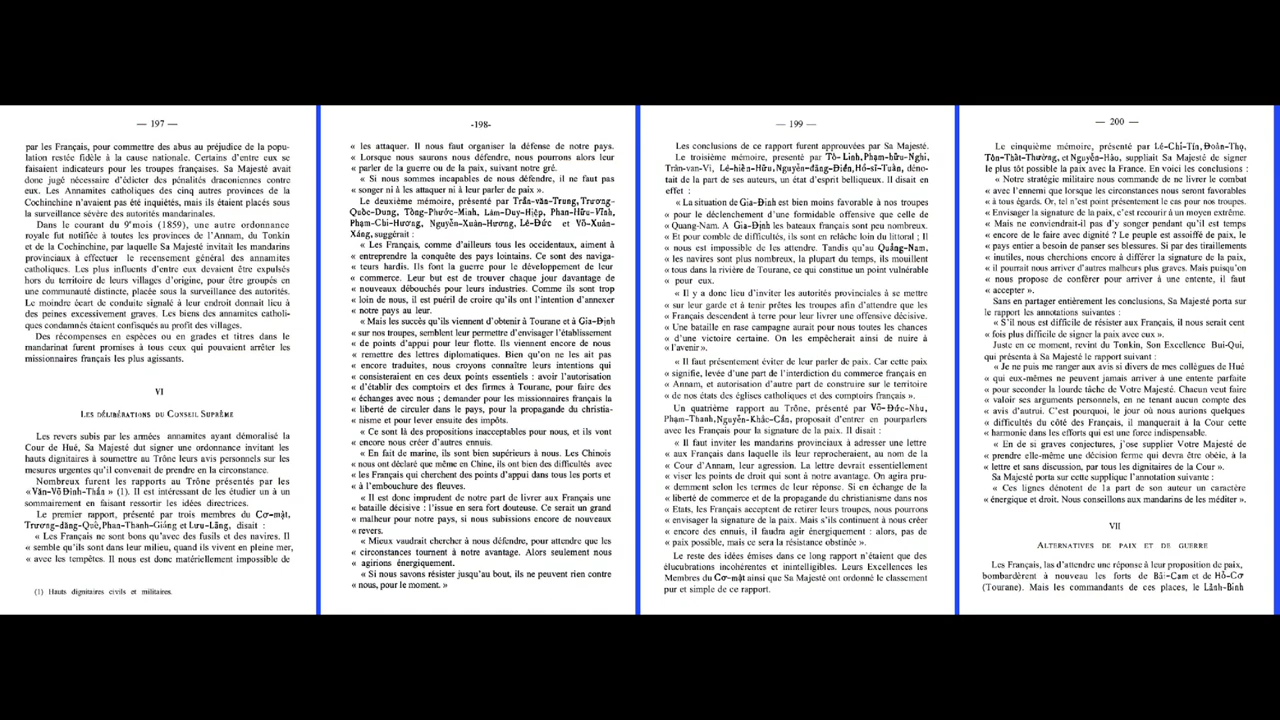 — 197 —
par les Français, pour commettre des abus au préjudice de la popu-
lation restée fidèle à la cause nationale. Certains d'entre eux se
faisaient indicateurs pour les troupes françaises. Sa Majesté avait
donc jugé nécessaire d'édicter des pénalités draconiennes contre
eux. Les Annamites catholiques des cinq autres provinces de la
Cochinchine n'avaient pas été inquiétés, mais ils étaient placés sous
la surveillance sévère des autorités mandarinales.
Dans le courant du 9e mois (1859), une autre ordonnance
royale fut notifiée à toutes les provinces de l'Annam, du Tonkin
et de la Cochinchine, par laquelle Sa Majesté invitait les mandarins
provinciaux à effectuer le recensement général des annamites
catholiques. Les plus influents d'entre eux devaient être expulsés
hors du territoire de leurs villages d'origine, pour être groupés en
une communauté distincte, placée sous la surveillance des autorités.
Le moindre écart de conduite signalé à leur endroit donnait lieu à
des peines excessivement graves. Les biens des annamites catholi-
ques condamnés étaient confisqués au profit des villages.
Des récompenses en espèces ou en grades et titres dans le
mandarinat furent promises à tous ceux qui pouvaient arrêter les
missionnaires français les plus agissants.
VI
LES DÉLIBÉRATIONS DU CONSEIL SUPRÊME
Les revers subis par les armées annamites ayant démoralisé la
Cour de Hué, Sa Majesté dut signer une ordonnance invitant les
hauts dignitaires à soumettre au Trône leurs avis personnels sur les
mesures urgentes qu'il convenait de prendre en la circonstance.
Nombreux furent les rapports au Trône présentés par les
«Văn-Võ Đình-Thần » (1). Il est intéressant de les étudier un à un
sommairement en faisant ressortir les idées directrices.
Le premier rapport, présenté par trois membres du Cơ-mật,
Trương-đăng-Quê, Phan-Thanh-Giảng et Lưu-Lãng, disait :
« Les Français ne sont bons qu'avec des fusils et des navires. Il
« semble qu'ils sont dans leur milieu, quand ils vivent en pleine mer,
« avec les tempêtes. Il nous est donc matériellement impossible de
(1) Hauts dignitaires civils et militaires.
-198-
« les attaquer. Il nous faut organiser la défense de notre pays.
« Lorsque nous saurons nous défendre, nous pourrons alors leur
« parler de la guerre ou de la paix, suivant notre gré.
« Si nous sommes incapables de nous défendre, il ne faut pas
« songer ni à les attaquer ni à leur parler de paix ».
Le deuxième mémoire, présenté par Trần-văn-Trung, Trương-
Quốc-Dung, Tòng-Phước-Minh, Lâm-Duy-Hiệp, Phan-Hữu-Vĩnh,
Phạm-Chi-Hương, Nguyễn-Xuân-Hương, Lê-Đức et Võ-Xuân-
Xáng, suggérait :
« Les Français, comme d'ailleurs tous les occidentaux, aiment à
« entreprendre la conquête des pays lointains. Ce sont des naviga-
« teurs hardis. Ils font la guerre pour le développement de leur
« commerce. Leur but est de trouver chaque jour davantage de
« nouveaux débouchés pour leurs industries. Comme ils sont trop
« loin de nous, il est puéril de croire qu'ils ont l'intention d'annexer
« notre pays au leur.
« Mais les succès qu'ils viennent d'obtenir à Tourane et à Gia-Định
« sur nos troupes, semblent leur permettre d'envisager l'établissement
« de points d'appui pour leur flotte. Ils viennent encore de nous
« remettre des lettres diplomatiques. Bien qu'on ne les ait pas
« encore traduites, nous croyons connaître leurs intentions qui
« consisteraient en ces deux points essentiels : avoir l'autorisation
« d'établir des comptoirs et des firmes à Tourane, pour faire des
« échanges avec nous ; demander pour les missionnaires français la
« liberté de circuler dans le pays, pour la propagande du christia-
« nisme et pour lever ensuite des impôts.
« Ce sont là des propositions inacceptables pour nous, et ils vont
« encore nous créer d'autres ennuis.
« En fait de marine, ils sont bien supérieurs à nous. Les Chinois
« nous ont déclaré que même en Chine, ils ont bien des difficultés avec
« les Français qui cherchent des points d'appui dans tous les ports et
« à l'embouchure des fleuves.
« Il est donc imprudent de notre part de livrer aux Français une
« bataille décisive : l'issue en sera fort douteuse. Ce serait un grand
« malheur pour notre pays, si nous subissions encore de nouveaux
« revers.
« Mieux vaudrait chercher à nous défendre, pour attendre que les
« circonstances tournent à notre avantage. Alors seulement nous
« agirions énergiquement.
« Si nous savons résister jusqu'au bout, ils ne peuvent rien contre
« nous, pour le moment. »
— 199 —
Les conclusions de ce rapport furent approuvées par Sa Majesté.
Le troisième mémoire, présenté par Tô-Linh, Phạm-hữu-Nghi,
Trân-van-Vi, Lê-hiền-Hữu, Nguyễn-đăng-Điển, Hồ-sĩ-Tuần, déno-
tait de la part de ses auteurs, un état d'esprit belliqueux. Il disait en
effet :
« La situation de Gia-Định est bien moins favorable à nos troupes
« pour le déclenchement d'une formidable offensive que celle de
« Quang-Nam. A Gia-Định les bateaux français sont peu nombreux.
« Et pour comble de difficultés, ils sont en relâche loin du littoral ; Il
« nous est impossible de les attendre. Tandis qu'au Quảng-Nam,
« les navires sont plus nombreux, la plupart du temps, ils mouillent
« tous dans la rivière de Tourane, ce qui constitue un point vulnérable
« pour eux.
« Il y a donc lieu d'inviter les autorités provinciales à se mettre
« sur leur garde et à tenir prêtes les troupes afin d'attendre que les
« Français descendent à terre pour leur livrer une offensive décisive.
« Une bataille en rase campagne aurait pour nous toutes les chances
« d'une victoire certaine. On les empêcherait ainsi de nuire à
« l'avenir ».
« Il faut présentement éviter de leur parler de paix. Car cette paix
« signifie, levée d'une part de l'interdiction du commerce français en
« Annam, et autorisation d'autre part de construire sur le territoire
« de nos états des églises catholiques et des comptoirs français ».
Un quatrième rapport au Trône, présenté par Võ-Đức-Nhu,
Phạm-Thanh, Nguyễn-Khắc-Cần, proposait d'entrer en pourparlers
avec les Français pour la signature de la paix. Il disait :
« Il faut inviter les mandarins provinciaux à adresser une lettre
« aux Français dans laquelle ils leur reprocheraient, au nom de la
« Cour d'Annam, leur agression. La lettre devrait essentiellement
« viser les points de droit qui sont à notre avantage. On agira pru-
« demment selon les termes de leur réponse. Si en échange de la
« liberté de commerce et de la propagande du christianisme dans nos
« Etats, les Français acceptent de retirer leurs troupes, nous pourrons
« envisager la signature de la paix. Mais s'ils continuent à nous créer
« encore des ennuis, il faudra agir énergiquement : alors, pas de
« paix possible, mais ce sera la résistance obstinée ».
Le reste des idées émises dans ce long rapport n'étaient que des
élucubrations incohérentes et inintelligibles. Leurs Excellences les
Membres du Cơ-mật ainsi que Sa Majesté ont ordonné le classement
pur et simple de ce rapport.
— 200 —
Le cinquième mémoire, présenté par Lê-Chỉ-Tín, Đoàn-Thọ,
Tôn-Thất-Thường, et Nguyễn-Hào, suppliait Sa Majesté de signer
le plus tôt possible la paix avec la France. En voici les conclusions :
« Notre stratégie militaire nous commande de ne livrer le combat
« avec l'ennemi que lorsque les circonstances nous seront favorables
« à tous égards. Or, tel n'est point présentement le cas pour nos troupes.
« Envisager la signature de la paix, c'est recourir à un moyen extrême.
« Mais ne conviendrait-il pas d'y songer pendant qu'il est temps
« encore de le faire avec dignité ? Le peuple est assoiffé de paix, le
« pays entier a besoin de panser ses blessures. Si par des tiraillements
« inutiles, nous cherchions encore à différer la signature de la paix,
« il pourrait nous arriver d'autres malheurs plus graves. Mais puisqu'on
« nous propose de conférer pour arriver à une entente, il faut
« accepter ».
Sans en partager entièrement les conclusions, Sa Majesté porta sur
le rapport les annotations suivantes :
« S'il nous est difficile de résister aux Français, il nous serait cent
« fois plus difficile de signer la paix avec eux ».
Juste en ce moment, revint du Tonkin, Son Excellence Bui-Qui,
qui présenta à Sa Majesté le rapport suivant :
« Je ne puis me ranger aux avis si divers de mes collègues de Hué
« qui eux-mêmes ne peuvent jamais arriver à une entente parfaite
« pour seconder la lourde tâche de Votre Majesté. Chacun veut faire
« valoir ses arguments personnels, en ne tenant aucun compte des
« avis d'autrui. C'est pourquoi, le jour où nous aurions quelques
« difficultés du côté des Français, il manquerait à la Cour cette
« harmonie dans les efforts qui est une force indispensable.
« En de si graves conjectures, j'ose supplier Votre Majesté de
« prendre elle-même une décision ferme qui devra être obéie, à la
« lettre et sans discussion, par tous les dignitaires de la Cour ».
Sa Majesté porta sur cette supplique l'annotation suivante :
« Ces lignes dénotent de la part de son auteur un caractère
« énergique et droit. Nous conseillons aux mandarins de les méditer ».
VII
ALTERNATIVES DE PAIX ET DE GUERRE
Les Français, las d'attendre une réponse à leur proposition de paix,
bombardèrent à nouveau les forts de Bãi-Cam et de Hồ-Cơ
(Tourane). Mais les commandants de ces places, le Lãnh-Binh